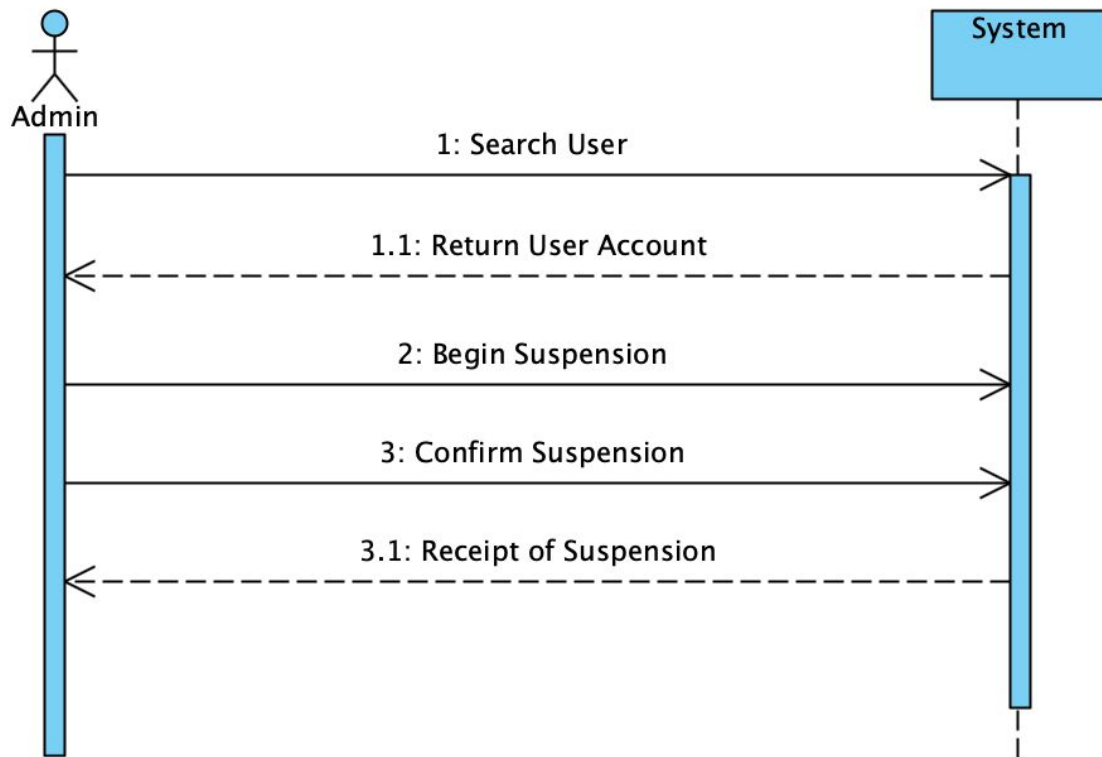 System
Admin
1: Search User
1.1: Return User Account
2: Begin Suspension
3: Confirm Suspension
3.1: Receipt of Suspension